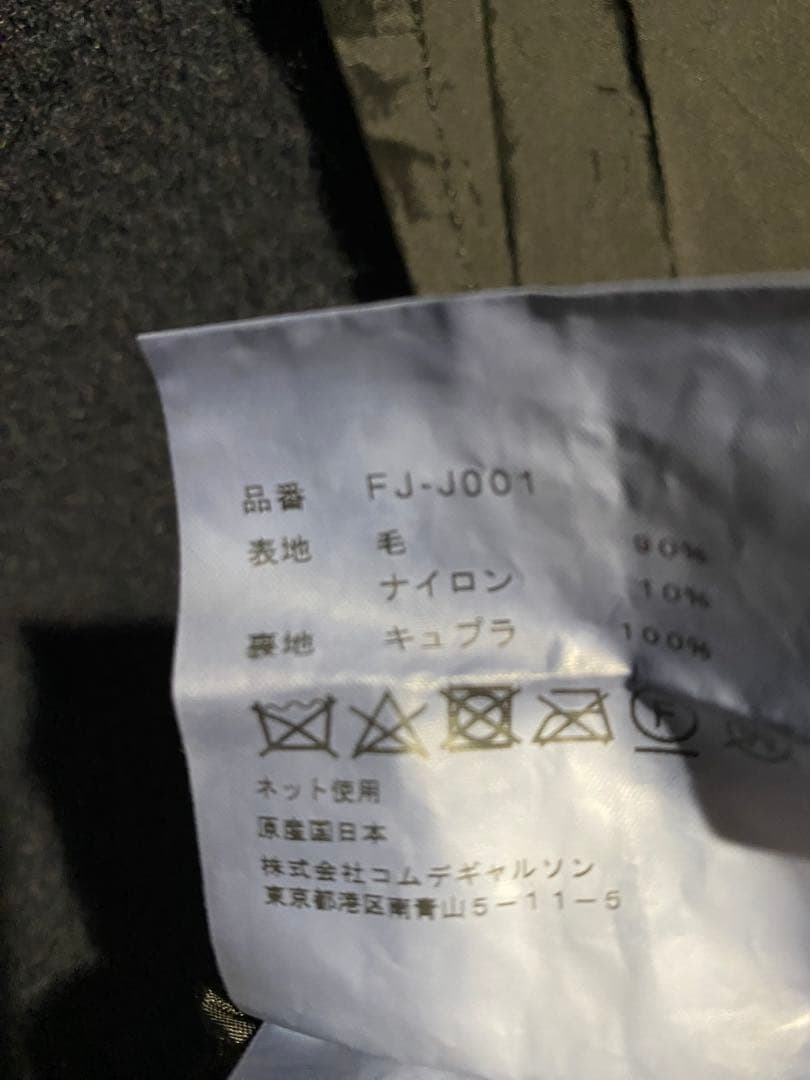 品番 FJ-J001
表地 毛 90%
ナイロン 10%
裏地 キュプラ 100%
F
ネット使用
原産国日本
株式会社コムデギャルソン
東京都港区南青山5-11-5